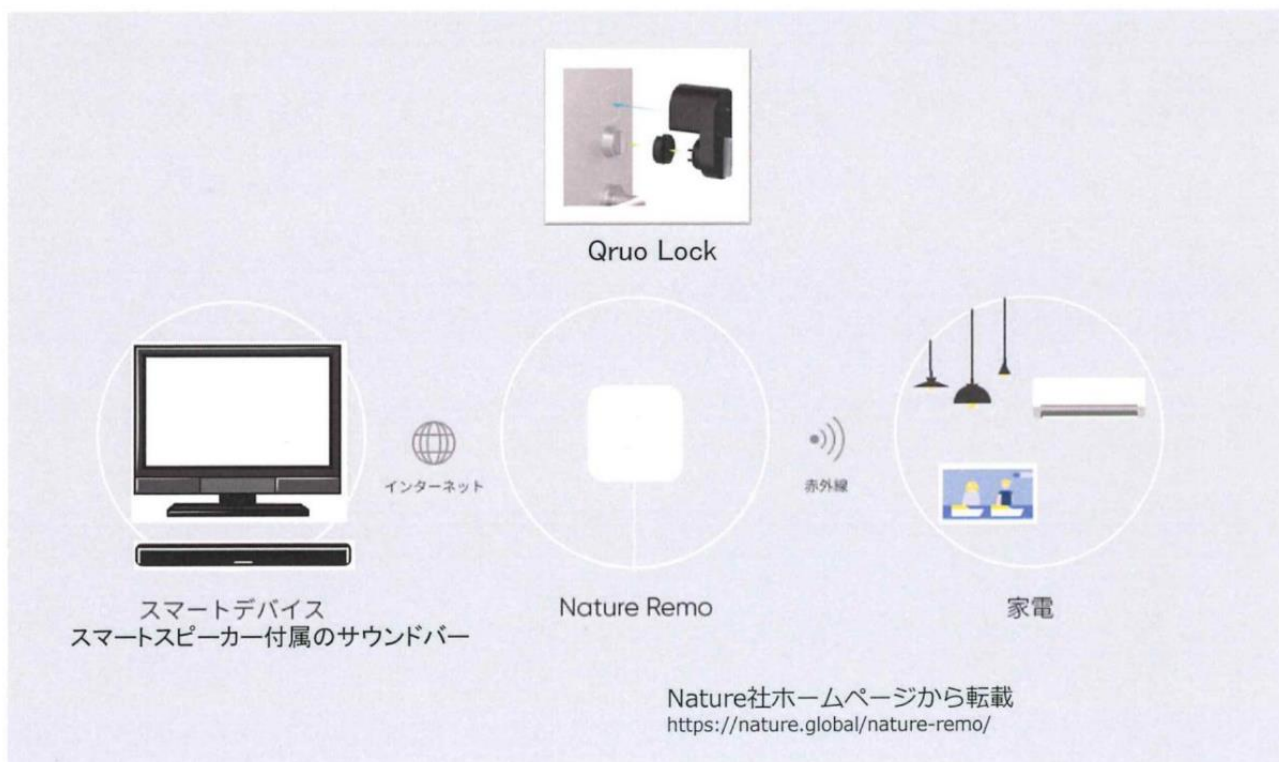 Qruo Lock
インターネット
赤外線
スマートデバイス
スマートスピーカー付属のサウンドバー
Nature Remo
家電
Nature社ホームページから転載
https://nature.global/nature-remo/